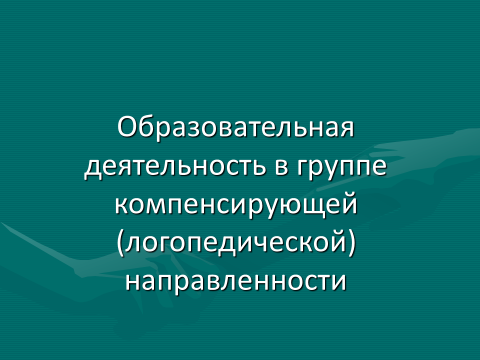 Образовательная
деятельность в группе
компенсирующей
(логопедической)
направленности